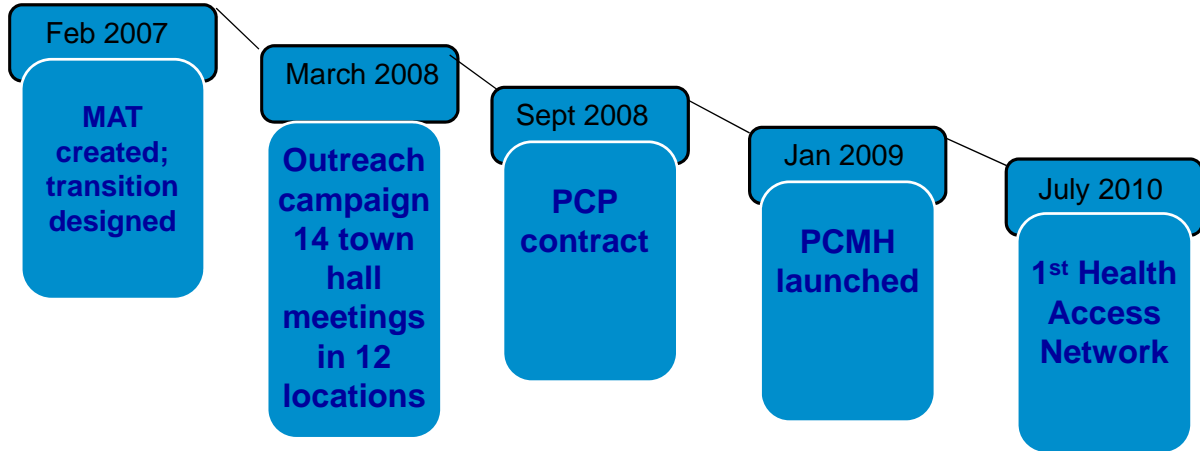 Feb 2007
MAT
created;
transition
designed
March 2008
Outreach
campaign
14 town
hall
meetings
in 12
locations
Sept 2008
PCP
contract
Jan 2009
PCMH
launched
July 2010
1st Health
Access
Network